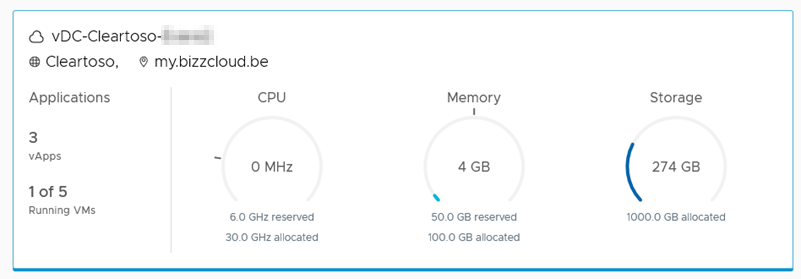 vDC-Cleartoso-
Cleartoso, my.bizzcloud.be
Applications
3
vApps
1 of 5
Running VMs
CPU
0 MHz
6.0 GHz reserved
30.0 GHz allocated
Memory
4 GB
50.0 GB reserved
100.0 GB allocated
Storage
274 GB
1000.0 GB allocated